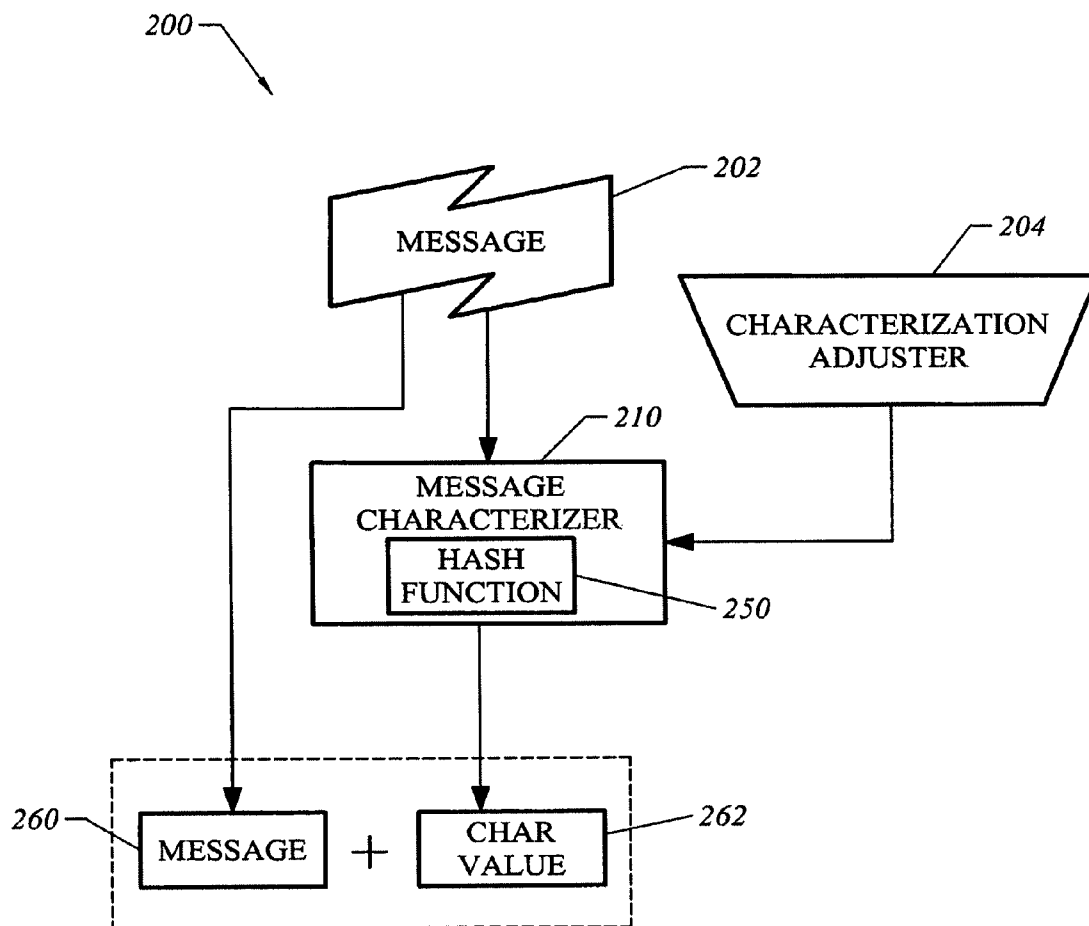 200
202
MESSAGE
204
CHARACTERIZATION
ADJUSTER
210
MESSAGE
CHARACTERIZER
HASH
FUNCTION
250
260
MESSAGE
+
CHAR
VALUE
262